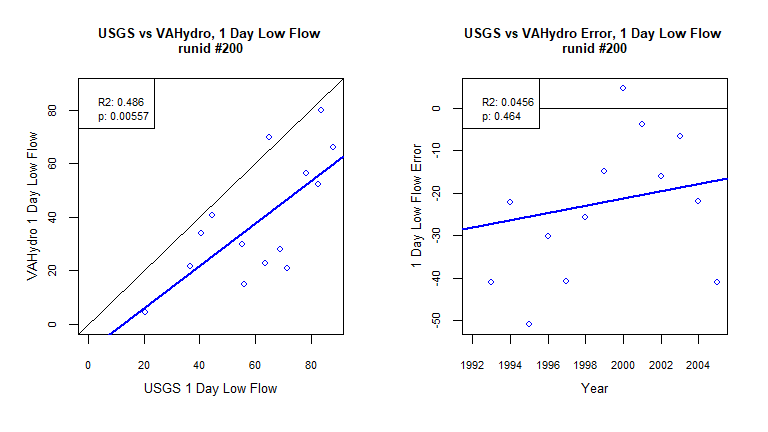 USGS vs VAHydro, 1 Day Low Flow
runid #200
R2: 0.486
p: 0.00557
VAHydro 1 Day Low Flow
80
60
40
20
0
0 20 40 60 80
USGS 1 Day Low Flow
USGS vs VAHydro Error, 1 Day Low Flow
runid #200
R2: 0.0456
p: 0.464
1 Day Low Flow Error
0
-10
-20
-30
-40
-50
1992 1994 1996 1998 2000 2002 2004
Year